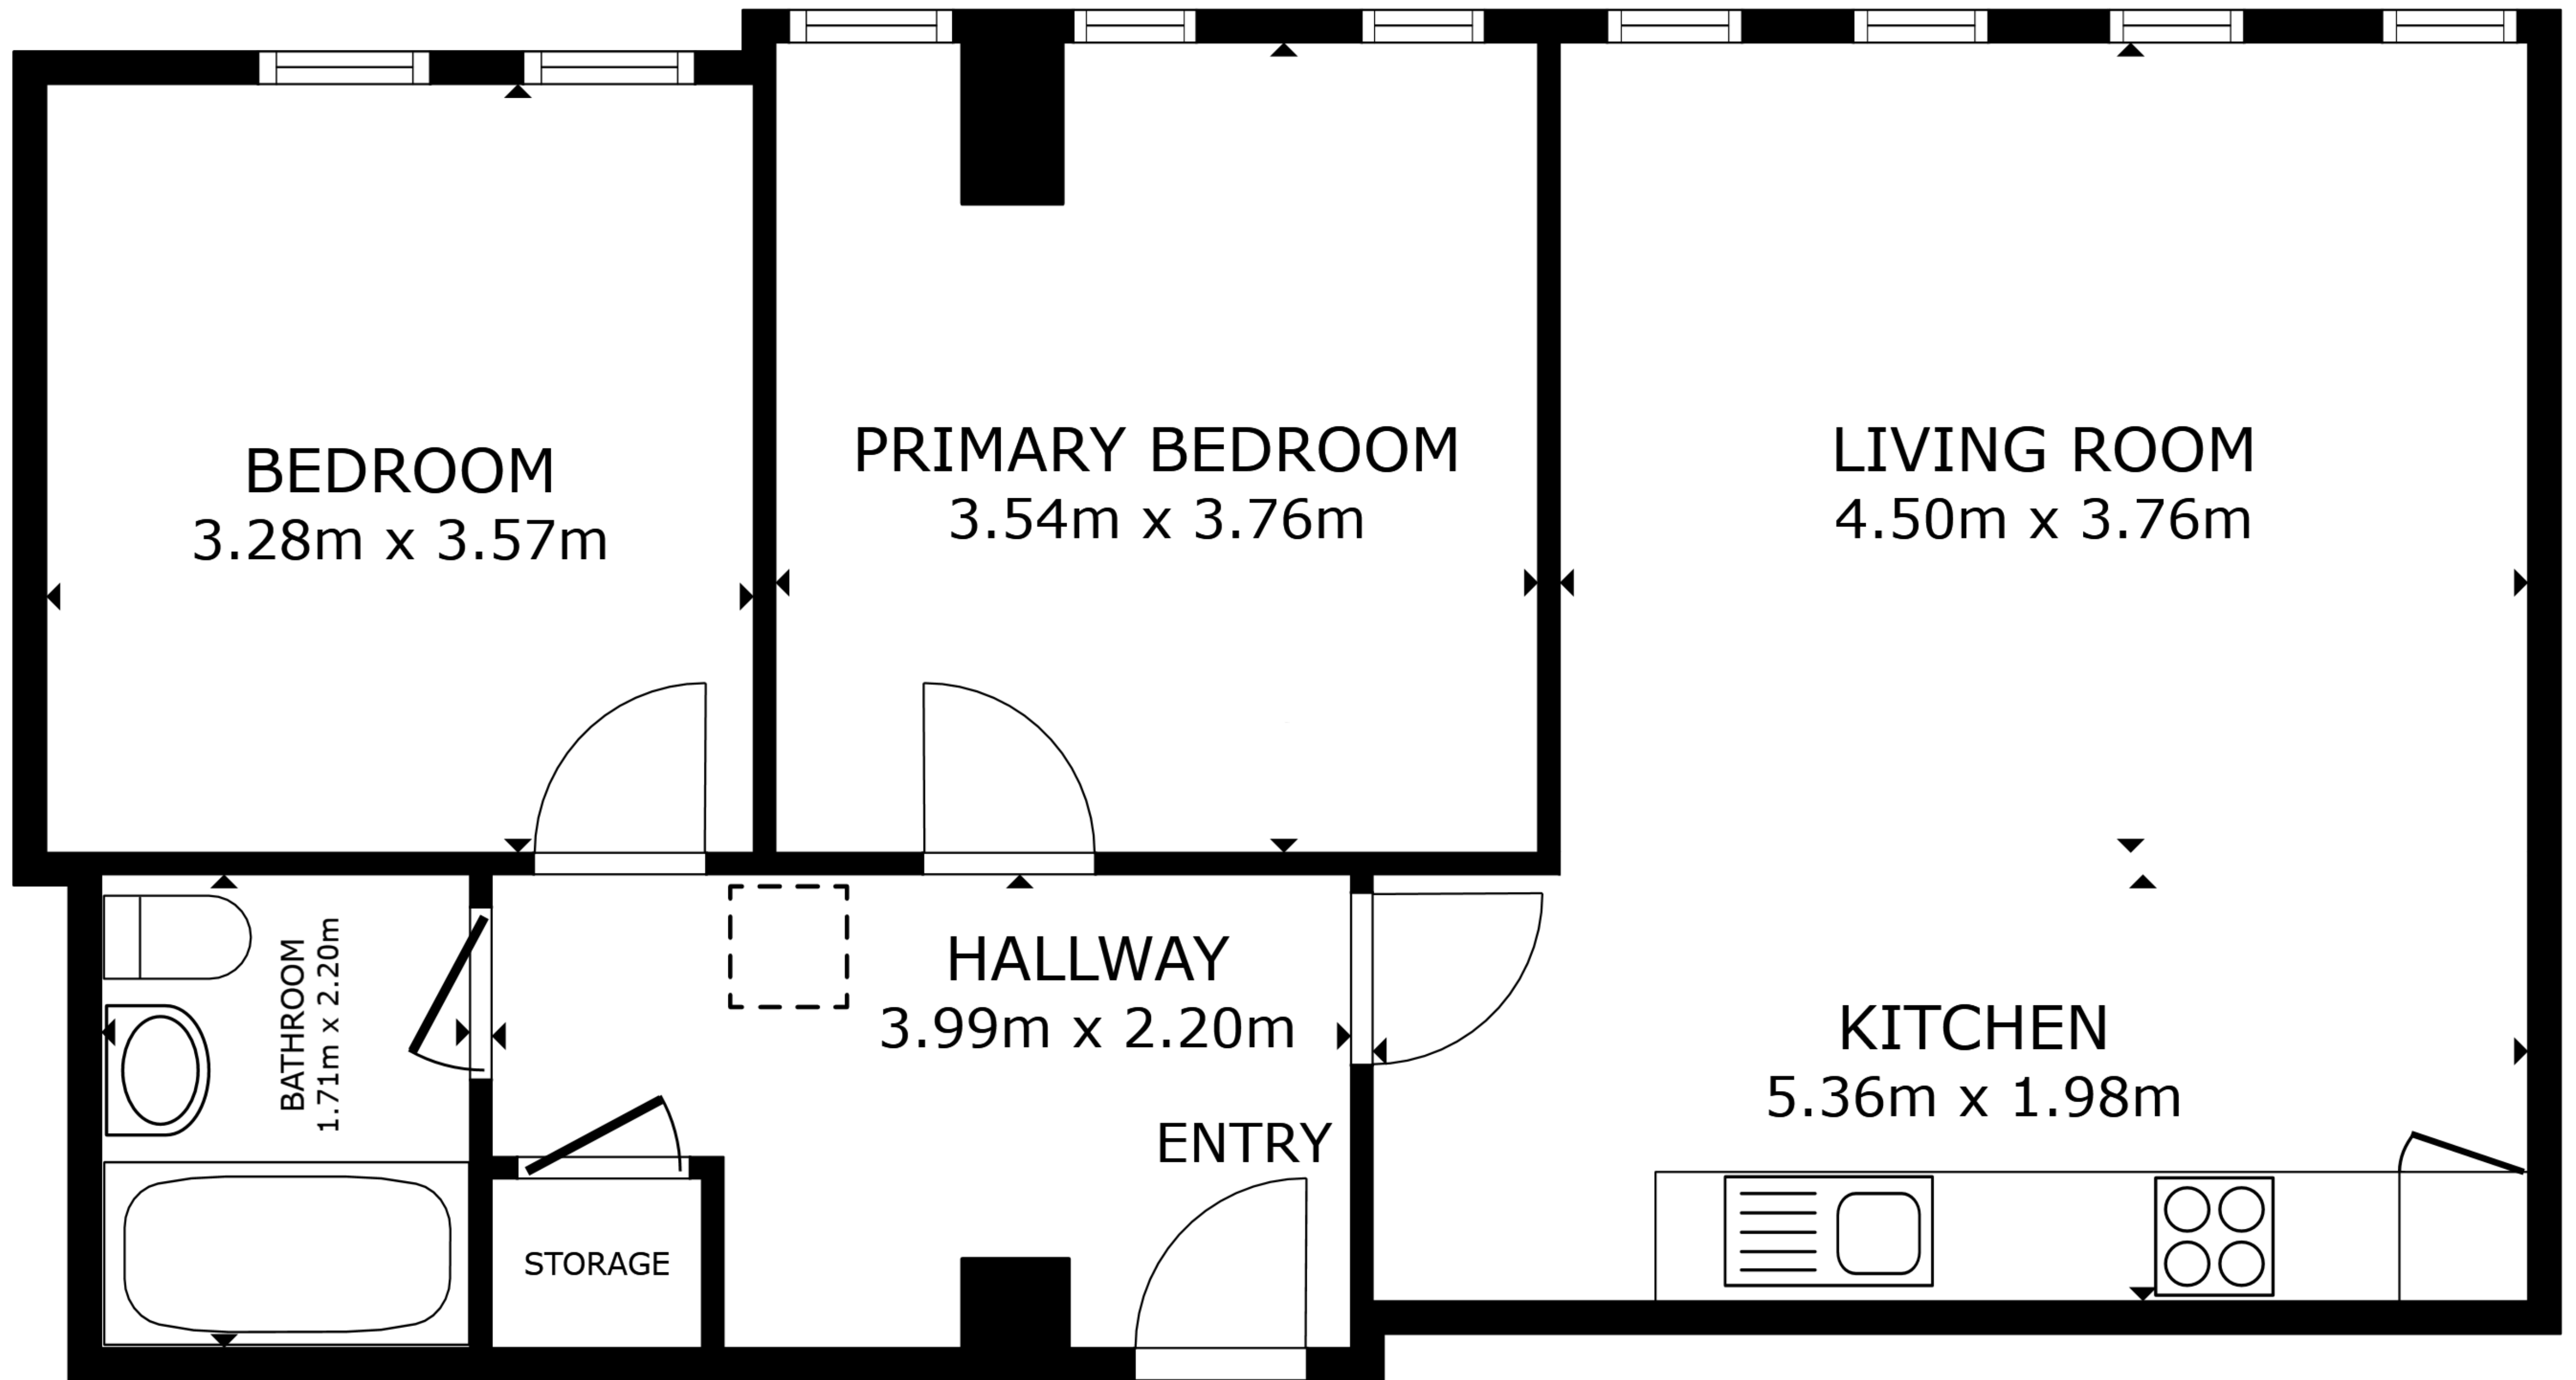 BEDROOM
3.28m x 3.57m
PRIMARY BEDROOM
3.54m x 3.76m
LIVING ROOM
4.50m x 3.76m
BATHROOM
1.71m x 2.20m
HALLWAY
3.99m x 2.20m
KITCHEN
5.36m x 1.98m
ENTRY
STORAGE